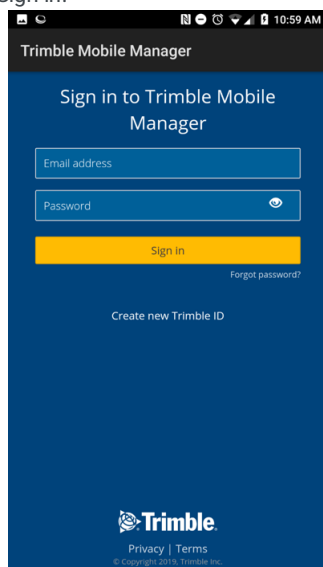 Sign in.
10:59 AM
Trimble Mobile Manager
Sign in to Trimble Mobile
Manager
Email address
Password
Sign in
Forgot password?
Create new Trimble ID
Trimble.
Privacy | Terms
© Copyright 2019, Trimble Inc.